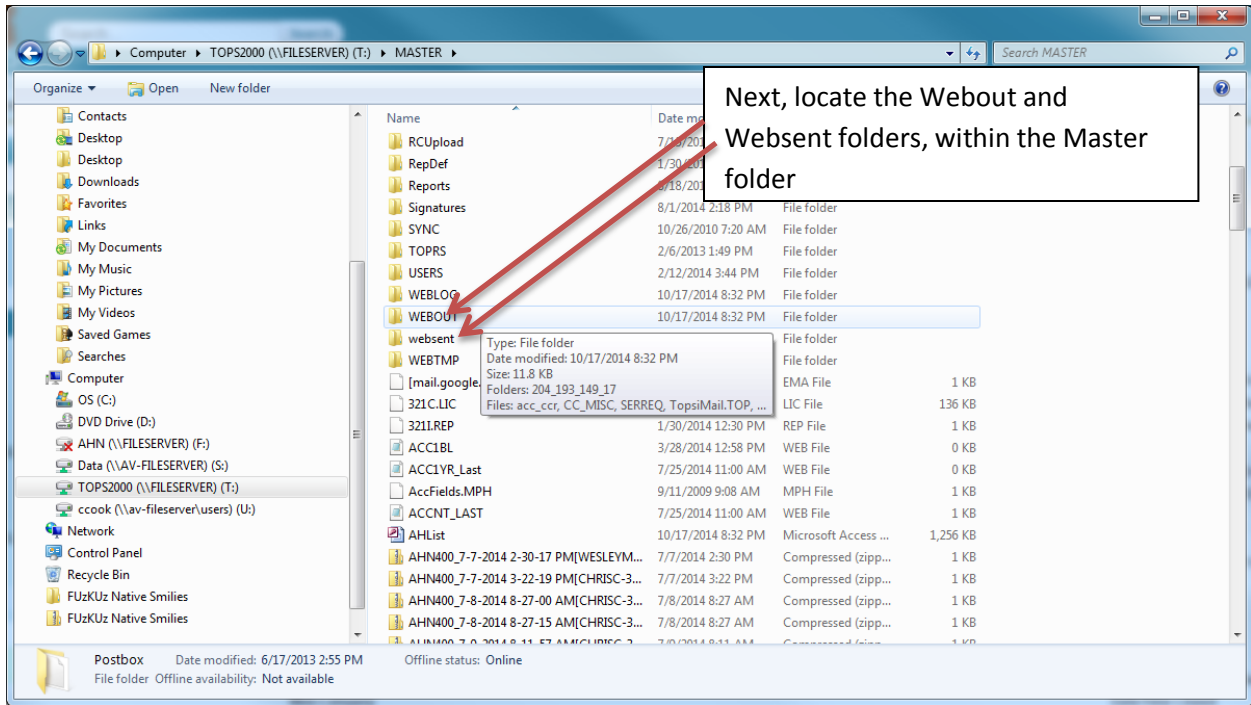 Computer ▸ TOPS2000 (\\FILESERVER) (T:) ▸ MASTER ▸
Search MASTER
Organize Open New folder
Next, locate the Webout and
Websent folders, within the Master
folder
Contacts
Desktop
Desktop
Downloads
Favorites
Links
My Documents
My Music
My Pictures
My Videos
Saved Games
Searches
Computer
OS (C:)
DVD Drive (D:)
AHN (\\FILESERVER) (F:)
Data (\\AV-FILESERVER) (S:)
TOPS2000 (\\FILESERVER) (T:)
ccook (\\av-fileserver\users) (U:)
Network
Control Panel
Recycle Bin
FUzKUz Native Smilies
FUzKUz Native Smilies
Name Date mo
RCUpload
RepDef
Reports
Signatures 8/1/2014 2:18 PM File folder
SYNC 10/26/2010 7:20 AM File folder
TOPRS 2/6/2013 1:49 PM File folder
USERS 2/12/2014 3:44 PM File folder
WEBLOG 10/17/2014 8:32 PM File folder
WEBOUT 10/17/2014 8:32 PM File folder
websent File folder
WEBTMP File folder
[mail.google. EMA File 1 KB
321C.LIC LIC File 136 KB
321I.REP 1/30/2014 12:30 PM REP File 1 KB
ACC1BL 3/28/2014 12:58 PM WEB File 0 KB
ACC1YR_Last 7/25/2014 11:00 AM WEB File 0 KB
AccFields.MPH 9/11/2009 9:08 AM MPH File 1 KB
ACCNT_LAST 7/25/2014 11:00 AM WEB File 1 KB
AHList 10/17/2014 8:32 PM Microsoft Access ... 1,256 KB
AHN400_7-7-2014 2-30-17 PM[WESLEYM... 7/7/2014 2:30 PM Compressed (zipp... 1 KB
AHN400_7-7-2014 3-22-19 PM[CHRISC-3... 7/7/2014 3:22 PM Compressed (zipp... 1 KB
AHN400_7-8-2014 8-27-00 AM[CHRISC-3... 7/8/2014 8:27 AM Compressed (zipp... 1 KB
AHN400_7-8-2014 8-27-15 AM[CHRISC-3... 7/8/2014 8:27 AM Compressed (zipp... 1 KB
Type: File folder
Date modified: 10/17/2014 8:32 PM
Size: 11.8 KB
Folders: 204_193_149_17
Files: acc_ccr, CC_MISC, SERREQ, TopsiMail.TOP, ...
Postbox Date modified: 6/17/2013 2:55 PM Offline status: Online
File folder Offline availability: Not available